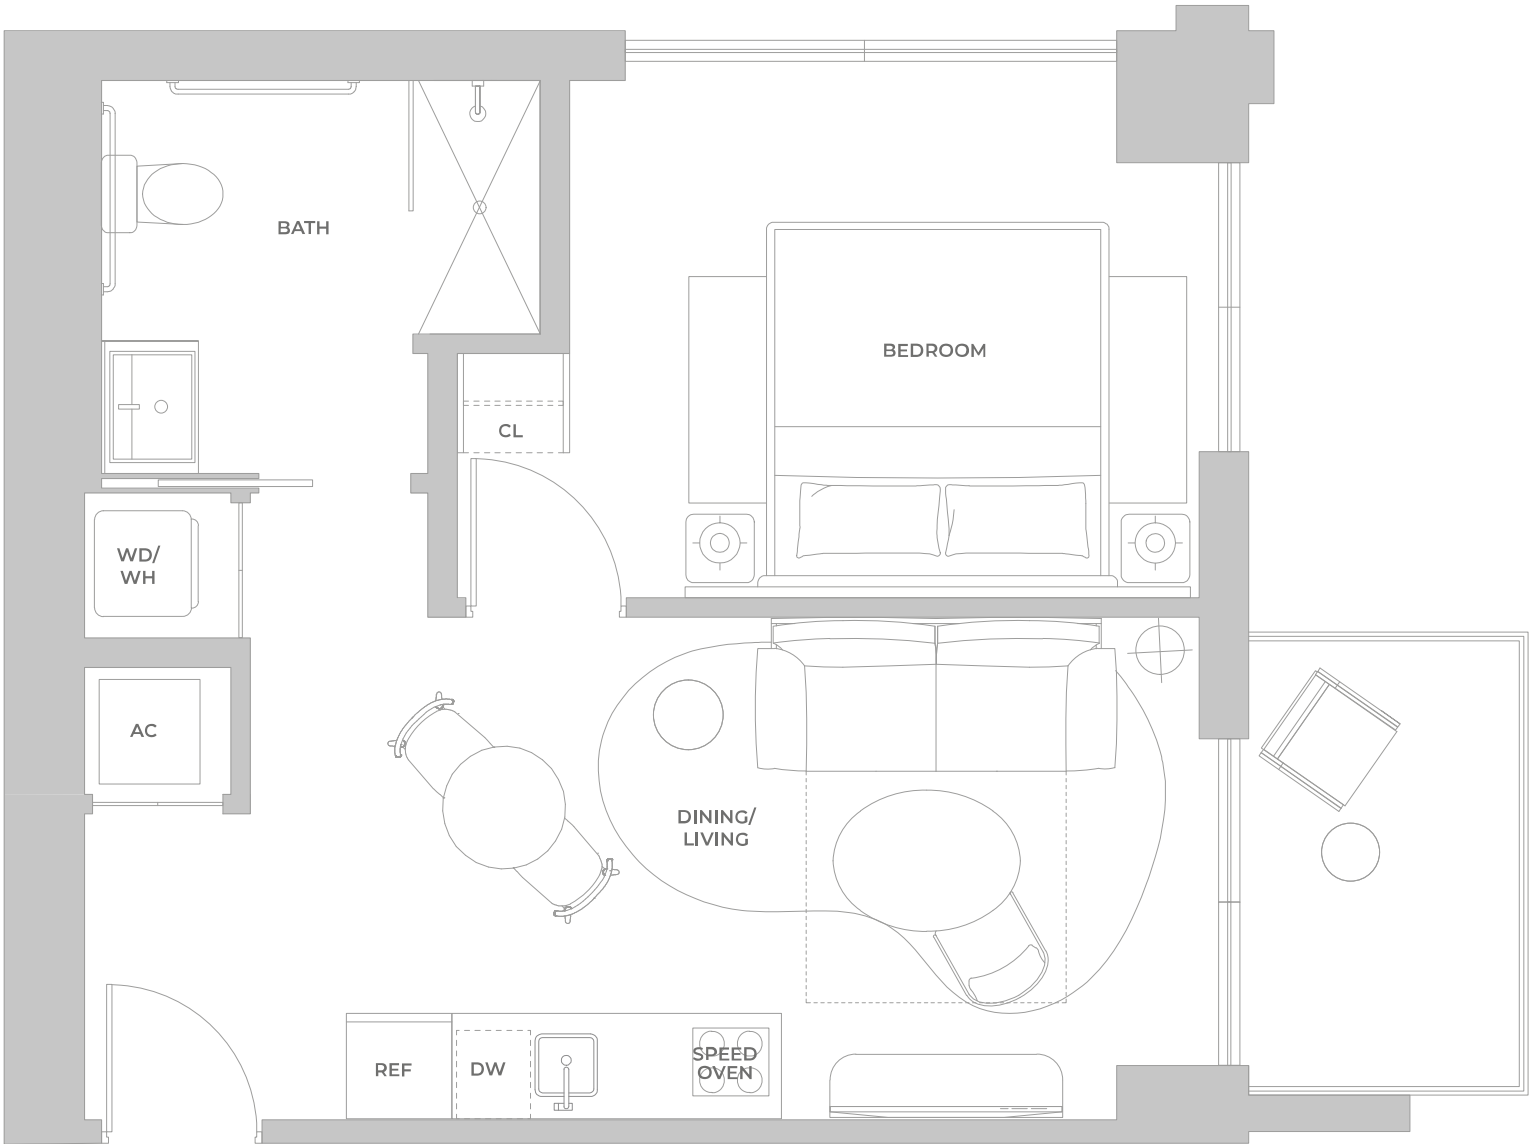 BATH
BEDROOM
CL
WD/
WH
AC
DINING/
LIVING
REF
DW
SPEED
OVEN